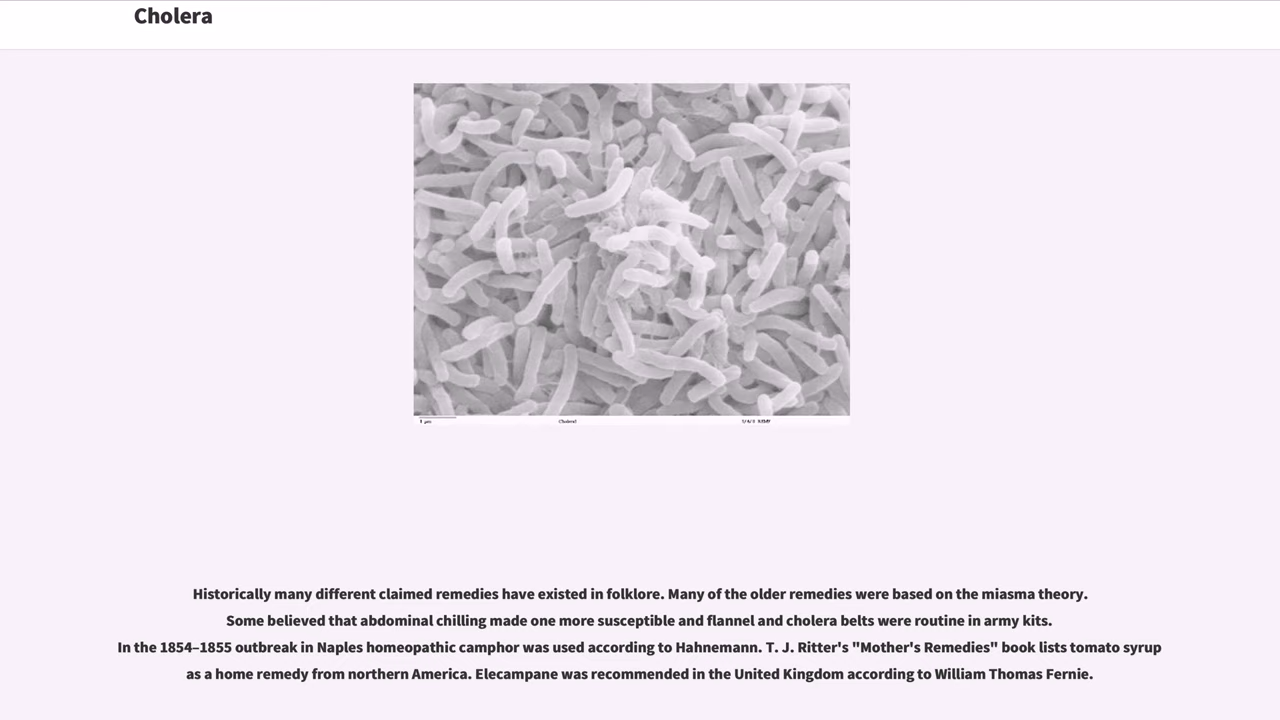 Cholera
1 µm
Historically many different claimed remedies have existed in folklore. Many of the older remedies were based on the miasma theory.
Some believed that abdominal chilling made one more susceptible and flannel and cholera belts were routine in army kits.
In the 1854–1855 outbreak in Naples homeopathic camphor was used according to Hahnemann. T. J. Ritter's "Mother's Remedies" book lists tomato syrup
as a home remedy from northern America. Elecampane was recommended in the United Kingdom according to William Thomas Fernie.